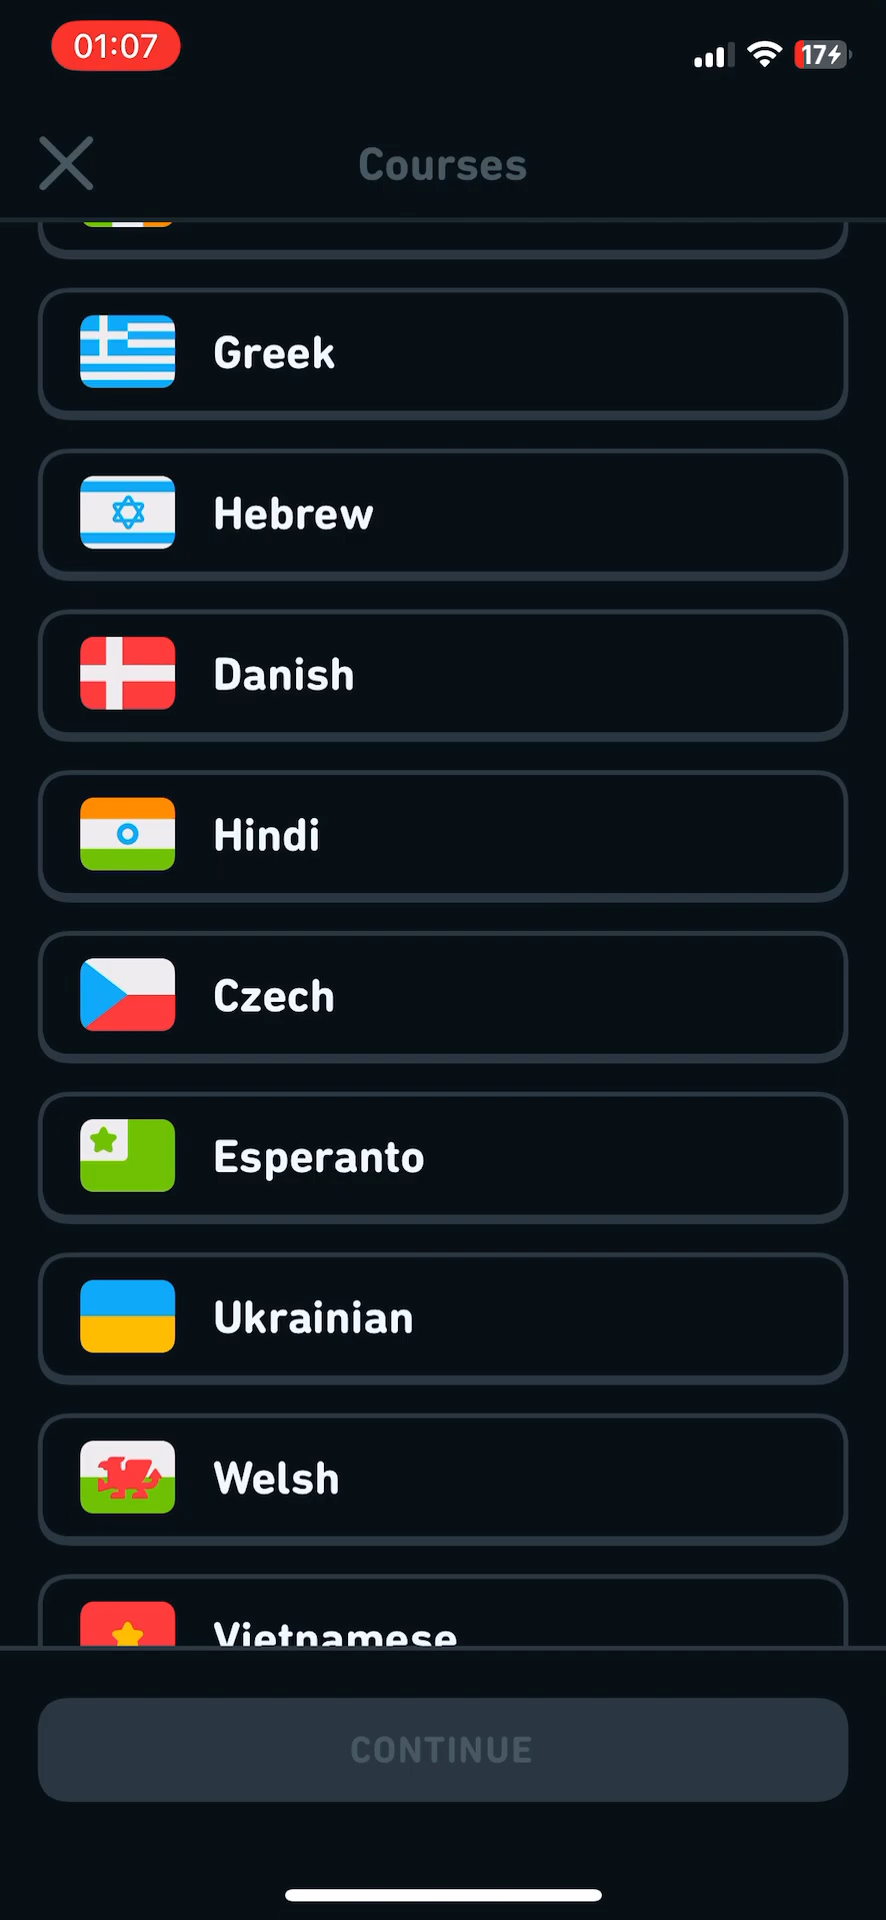 01:07
17
Courses
Greek
Hebrew
Danish
Hindi
Czech
Esperanto
Ukrainian
Welsh
Vietnamese
CONTINUE